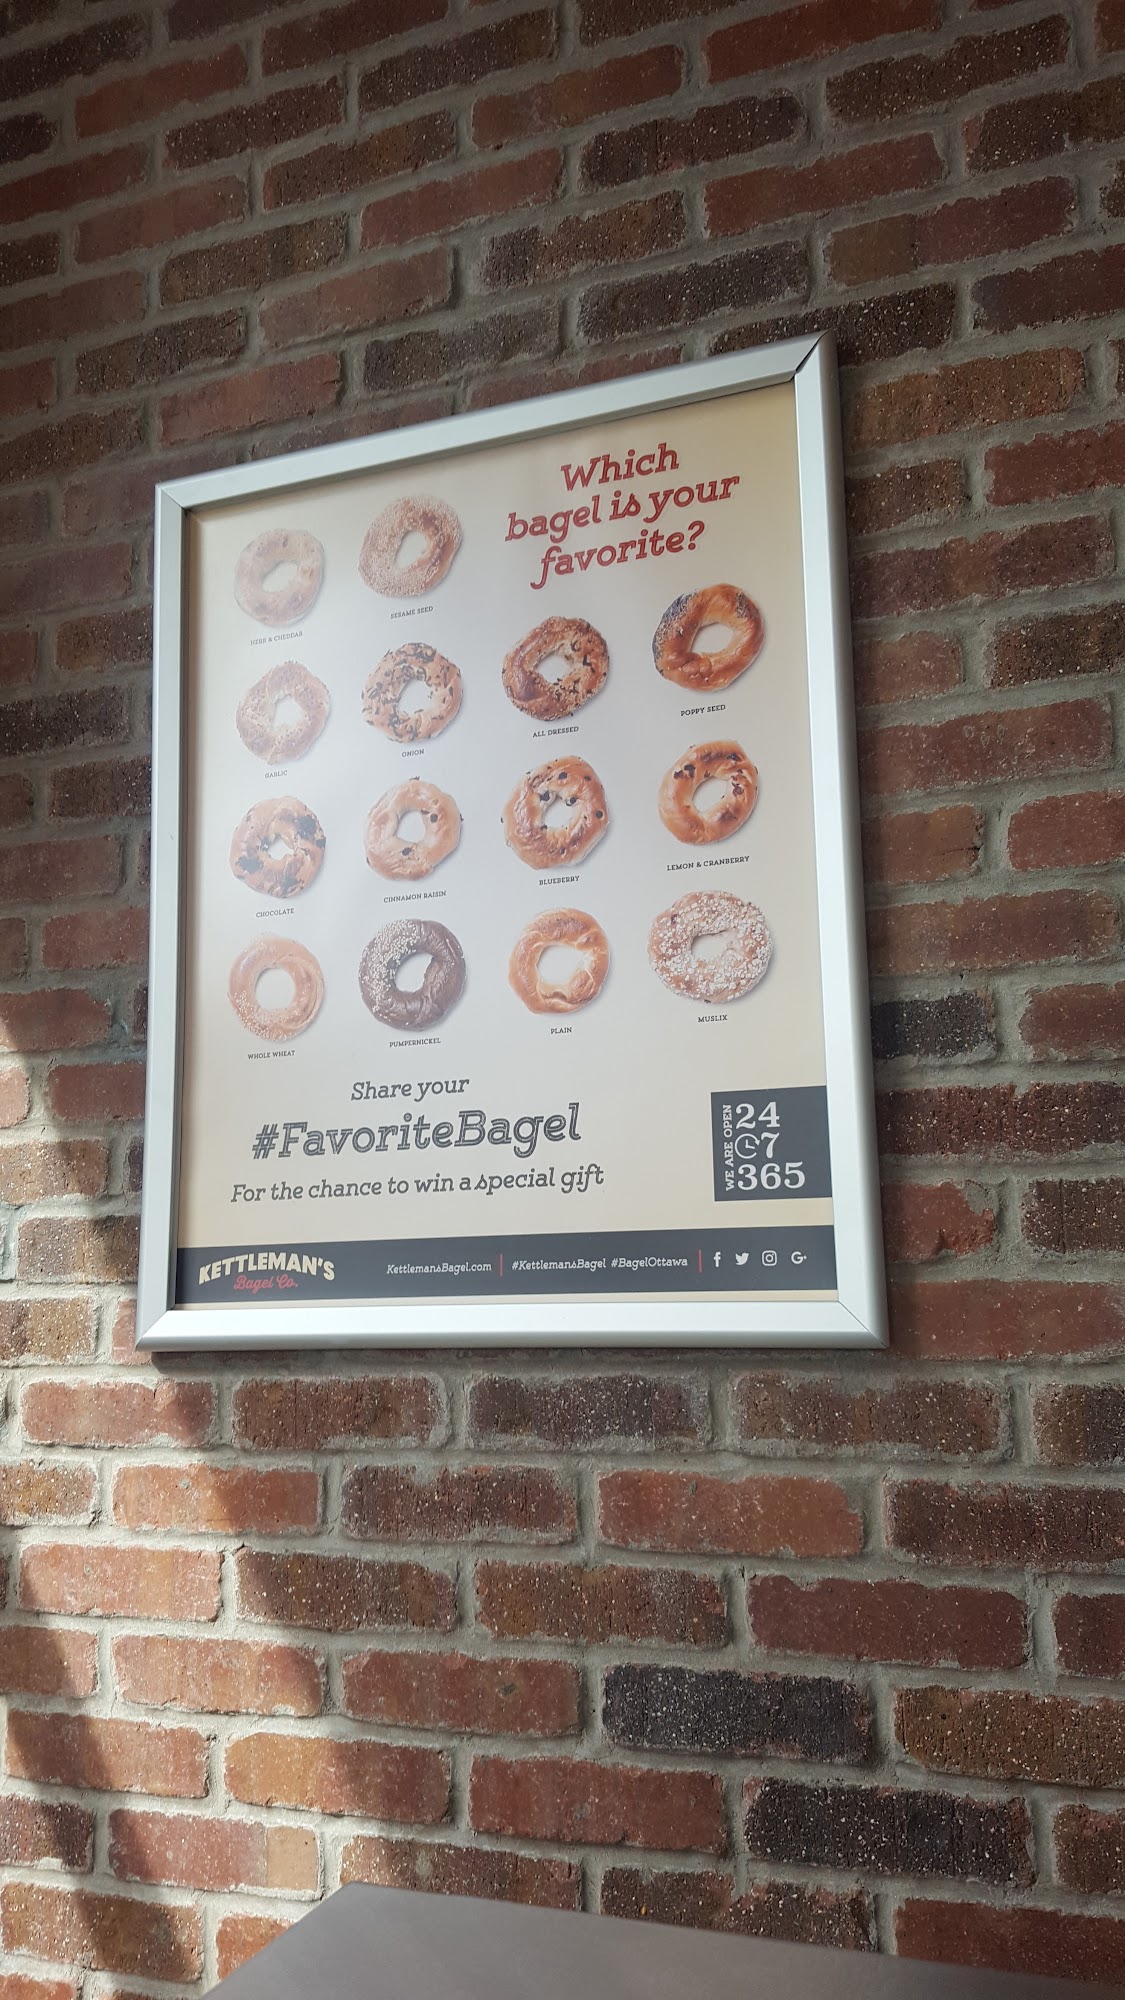 Which
bagel is your
favorite?
HERB & CHEDDAR
SESAME SEED
GARLIC
ONION
ALL DRESSED
POPPY SEED
CHOCOLATE
CINNAMON RAISIN
BLUEBERRY
LEMON & CRANBERRY
WHOLE WHEAT
PUMPERNICKEL
PLAIN
MUSLIX
Share your
#FavoriteBagel
For the chance to win a special gift
WE ARE OPEN
24
7
365
KETTLEMAN'S
Bagel Co.
KettlemansBagel.com | #KettlemansBagel #BagelOttawa |